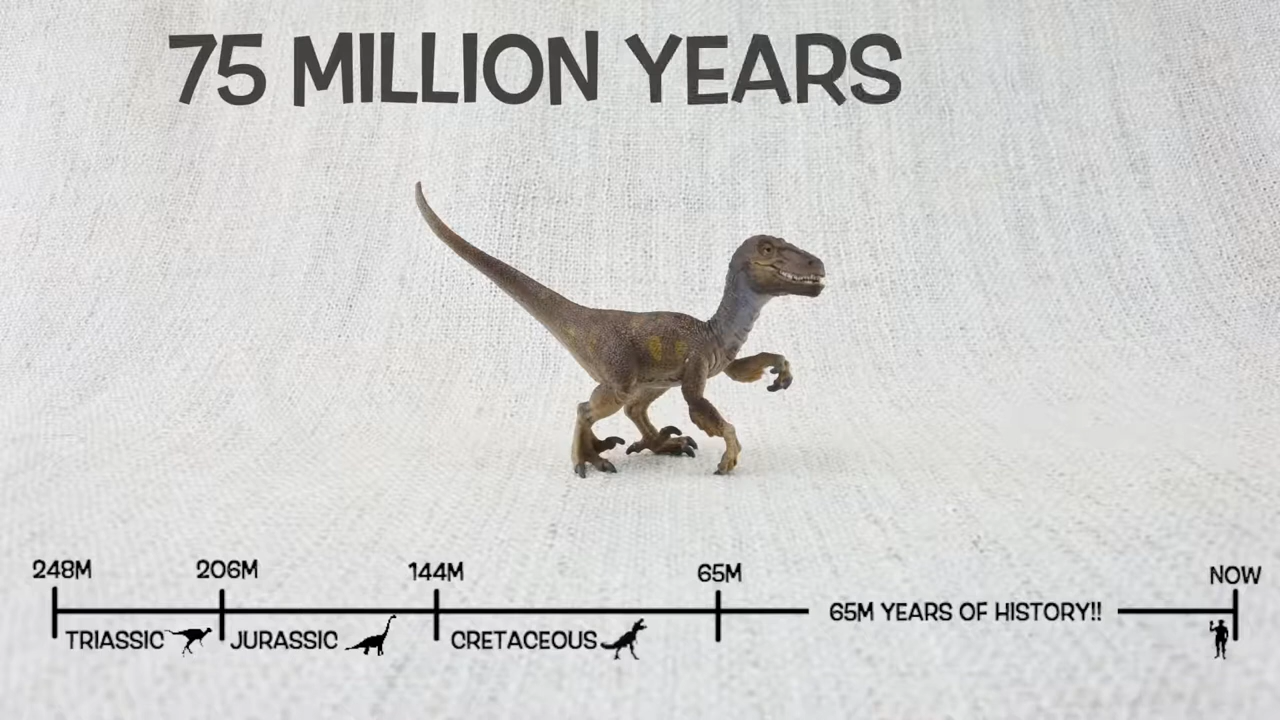 75 MILLION YEARS
248M 206M 144M 65M NOW
65M YEARS OF HISTORY!!
TRIASSIC JURASSIC CRETACEOUS